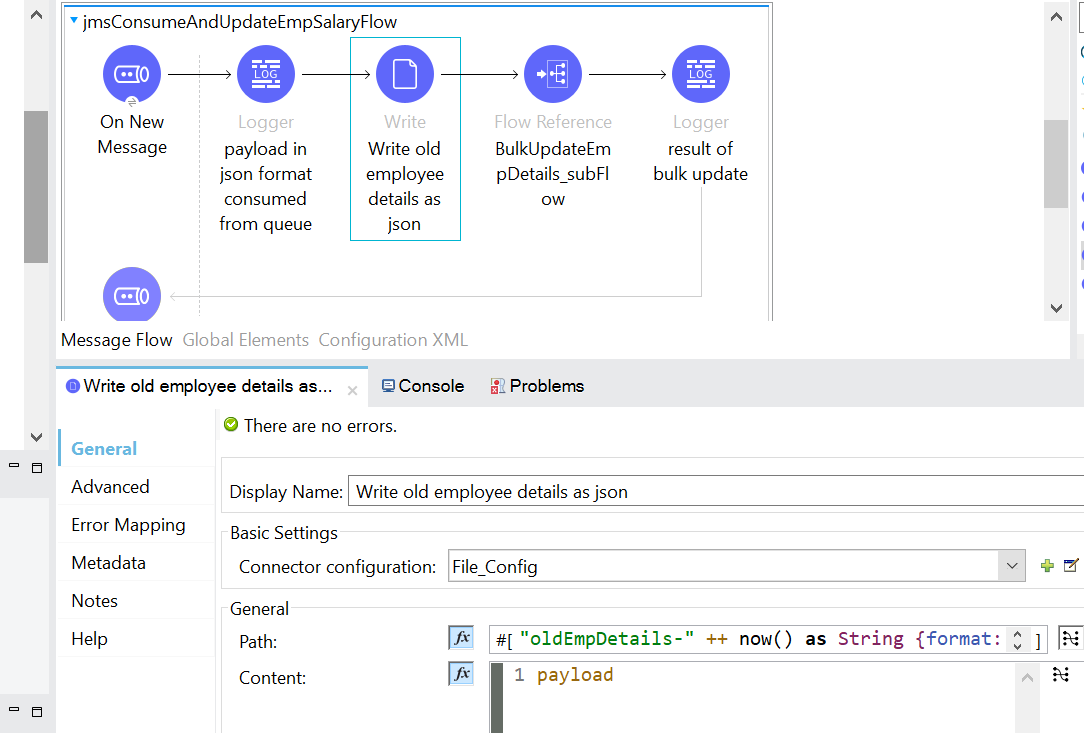 jmsConsumeAndUpdateEmpSalaryFlow
LOG
LOG
On New
Message
Logger
payload in
json format
consumed
from queue
Write
Write old
employee
details as
json
Flow Reference
BulkUpdateEm
pDetails_subFl
ow
Logger
result of
bulk update
Message Flow Global Elements Configuration XML
Write old employee details as... Console Problems
There are no errors.
General
Advanced
Error Mapping
Metadata
Notes
Help
Display Name: Write old employee details as json
Basic Settings
Connector configuration: File_Config
General
Path: fx #[ "oldEmpDetails-" ++ now() as String {format: ]
Content: fx 1 payload